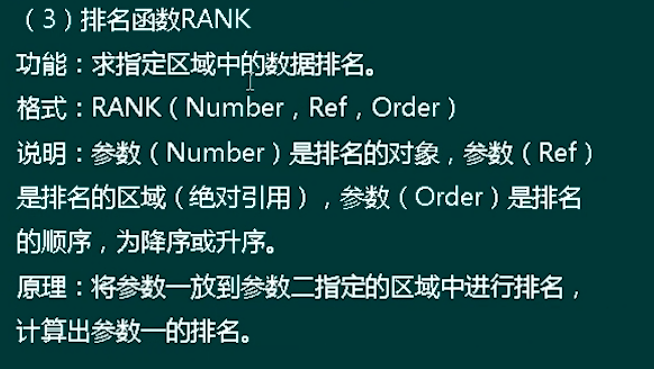 （3）排名函数RANK
功能：求指定区域中的数据排名。
格式：RANK（Number，Ref，Order）
说明：参数（Number）是排名的对象，参数（Ref）
是排名的区域（绝对引用），参数（Order）是排名
的顺序，为降序或升序。
原理：将参数一放到参数二指定的区域中进行排名，
计算出参数一的排名。